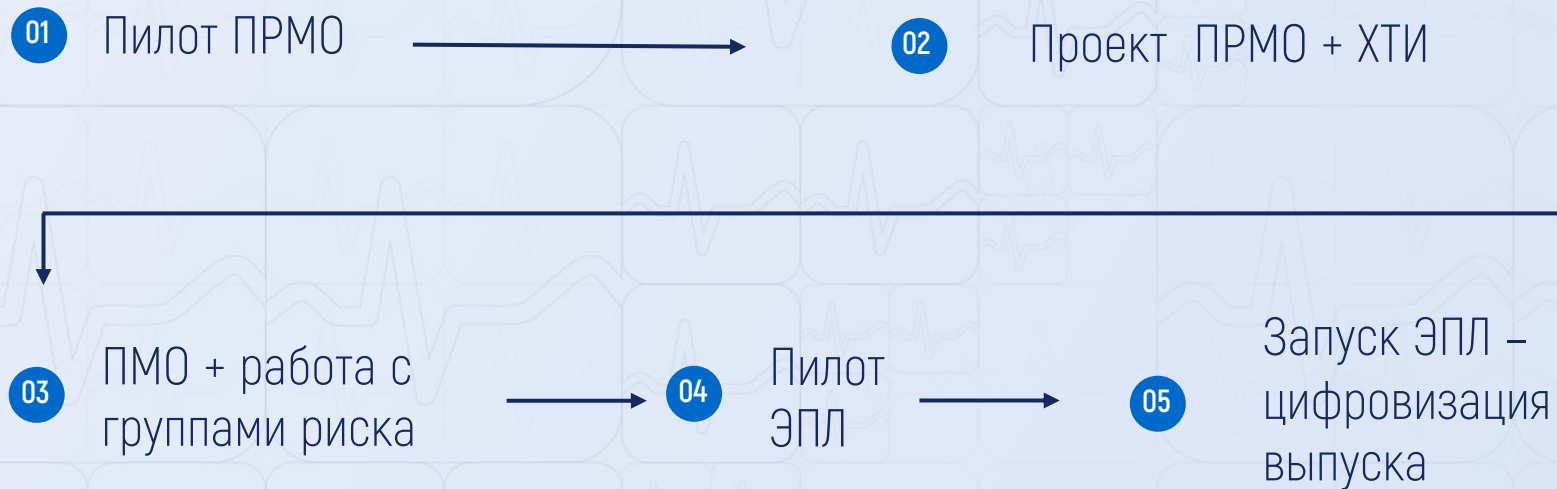 01 Пилот ПРМО
02 Проект ПРМО + ХТИ
03 ПМО + работа с
группами риска
04 Пилот
ЭПЛ
05 Запуск ЭПЛ –
цифровизация
выпуска